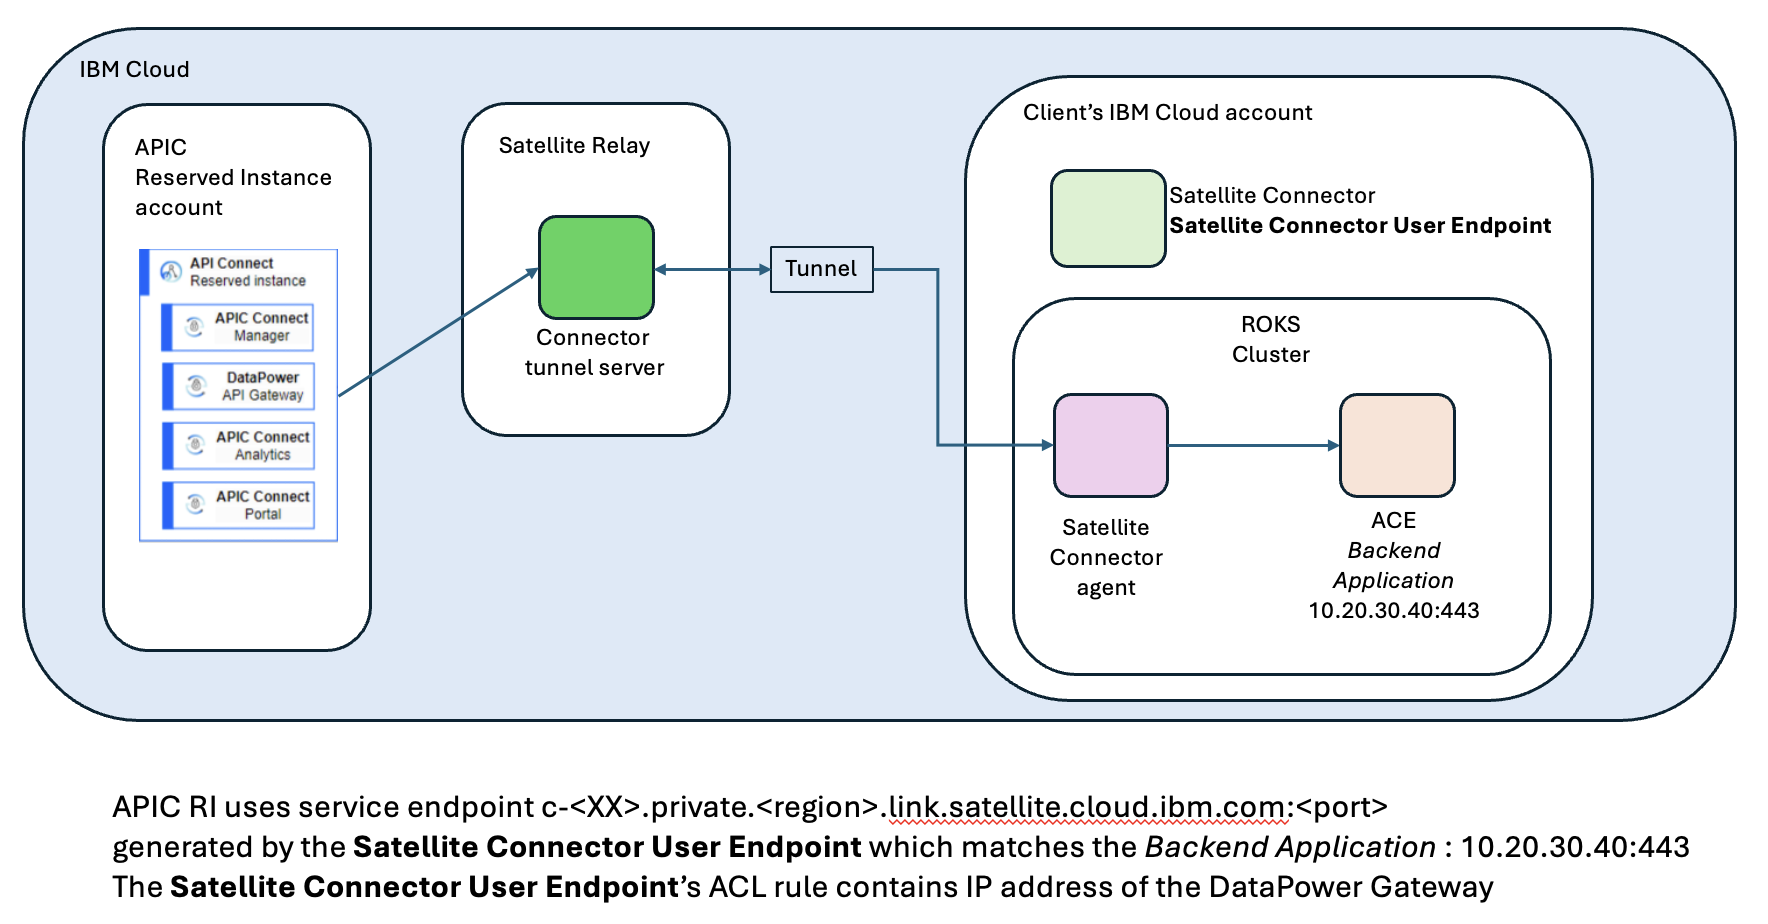 IBM Cloud
APIC
Reserved Instance
account
API Connect
Reserved instance
APIC Connect
Manager
DataPower
API Gateway
APIC Connect
Analytics
APIC Connect
Portal
Satellite Relay
Connector
tunnel server
Tunnel
Client’s IBM Cloud account
Satellite Connector
Satellite Connector User Endpoint
ROKS
Cluster
Satellite
Connector
agent
ACE
Backend
Application
10.20.30.40:443
APIC RI uses service endpoint c-<XX>.private.<region>.link.satellite.cloud.ibm.com:<port>
generated by the Satellite Connector User Endpoint which matches the Backend Application : 10.20.30.40:443
The Satellite Connector User Endpoint’s ACL rule contains IP address of the DataPower Gateway